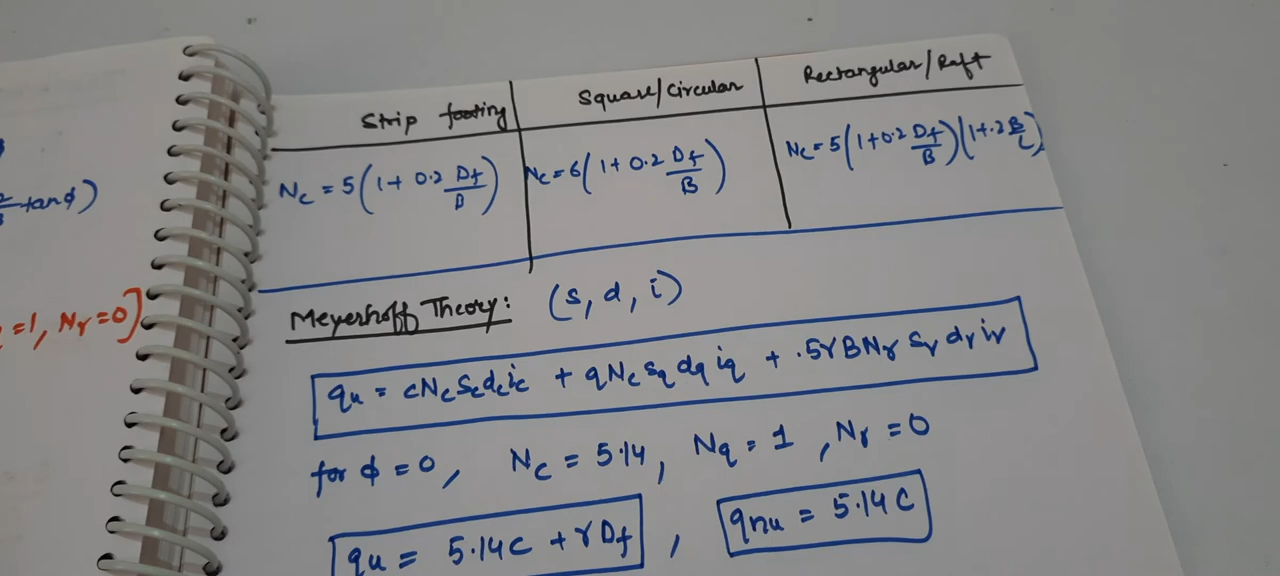 Strip footing Square/Circular Rectangular/Raft
Nc = 5(1+ 0.2 Df/B) Nc = 6(1+ 0.2 Df/B) Nc = 5(1+0.2 Df/B)(1+.2 B/L)
tanϕ)
=1, Nγ=0]
Meyerhoff Theory: (s, d, i)
qu = cNcScdcic + qNcSqdqiq + .5γBNγSγdγiγ
for ϕ = 0, Nc = 5.14, Nq = 1, Nγ = 0
qu = 5.14C + γDf, qnu = 5.14C